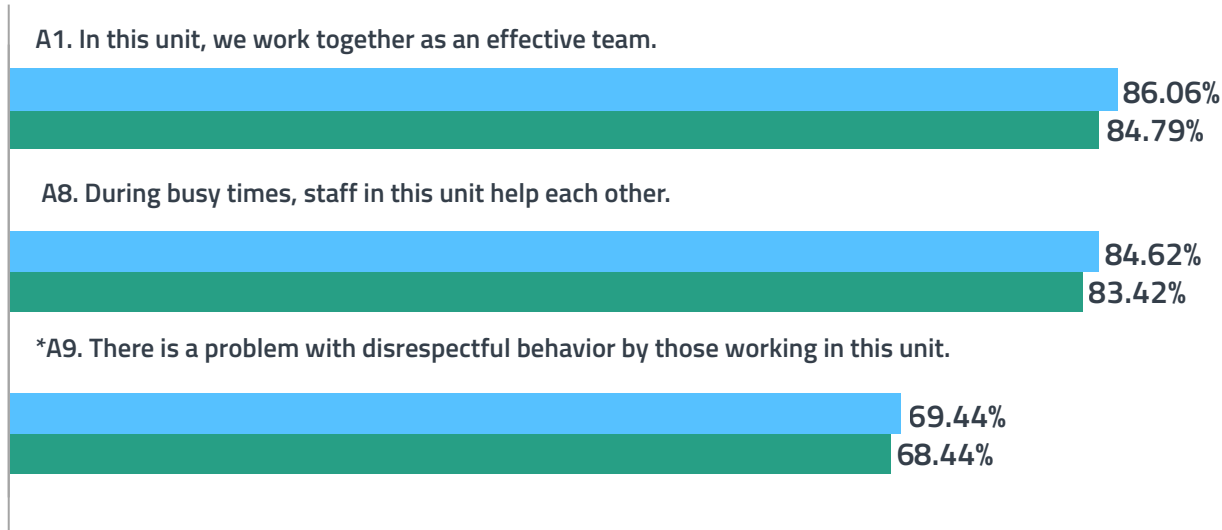 A1. In this unit, we work together as an effective team.
86.06%
84.79%
A8. During busy times, staff in this unit help each other.
84.62%
83.42%
*A9. There is a problem with disrespectful behavior by those working in this unit.
69.44%
68.44%